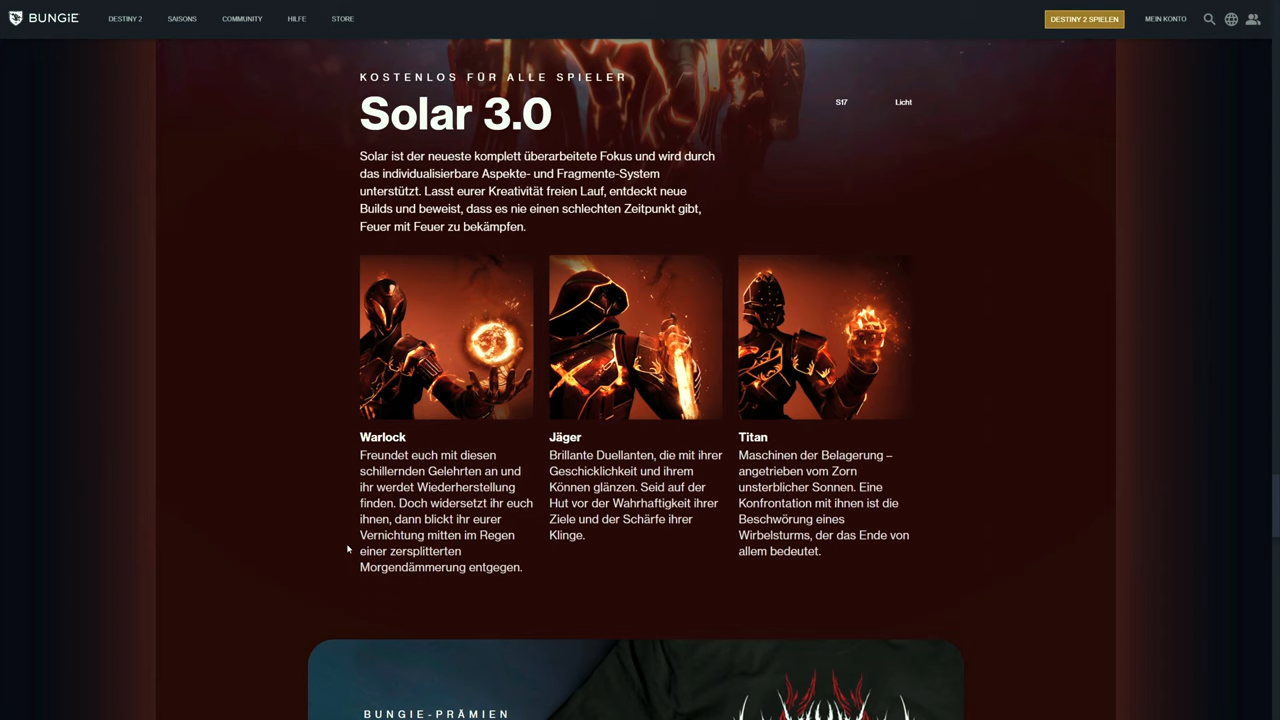 BUNGiE
DESTINY 2
SAISONS
COMMUNITY
HILFE
STORE
DESTINY 2 SPIELEN
MEIN KONTO
KOSTENLOS FÜR ALLE SPIELER
Solar 3.0
S17
Licht
Solar ist der neueste komplett überarbeitete Fokus und wird durch
das individualisierbare Aspekte- und Fragmente-System
unterstützt. Lasst eurer Kreativität freien Lauf, entdeckt neue
Builds und beweist, dass es nie einen schlechten Zeitpunkt gibt,
Feuer mit Feuer zu bekämpfen.
Warlock
Freundet euch mit diesen
schillernden Gelehrten an und
ihr werdet Wiederherstellung
finden. Doch widersetzt ihr euch
ihnen, dann blickt ihr eurer
Vernichtung mitten im Regen
einer zersplitterten
Morgendämmerung entgegen.
Jäger
Brillante Duellanten, die mit ihrer
Geschicklichkeit und ihrem
Können glänzen. Seid auf der
Hut vor der Wahrhaftigkeit ihrer
Ziele und der Schärfe ihrer
Klinge.
Titan
Maschinen der Belagerung –
angetrieben vom Zorn
unsterblicher Sonnen. Eine
Konfrontation mit ihnen ist die
Beschwörung eines
Wirbelsturms, der das Ende von
allem bedeutet.
BUNGIE-PRÄMIEN